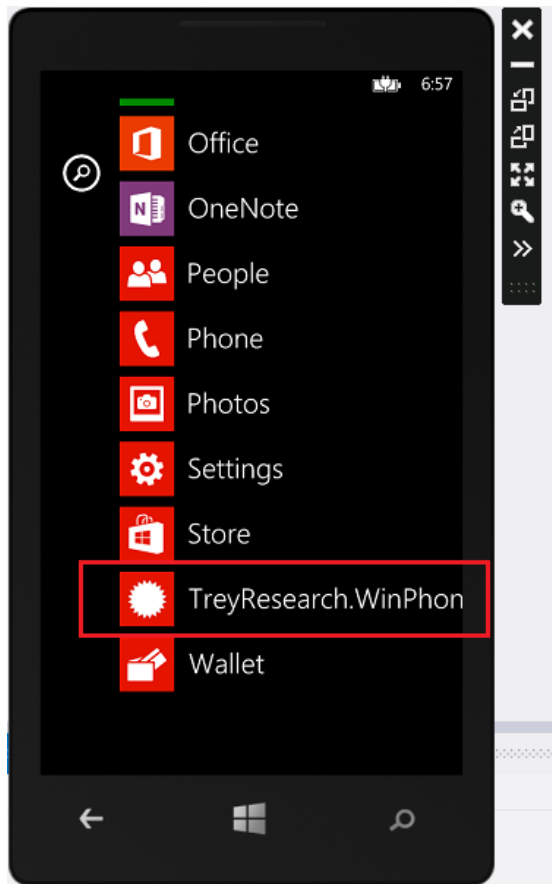 6:57
Office
N
OneNote
People
Phone
Photos
Settings
Store
TreyResearch.WinPhon
Wallet